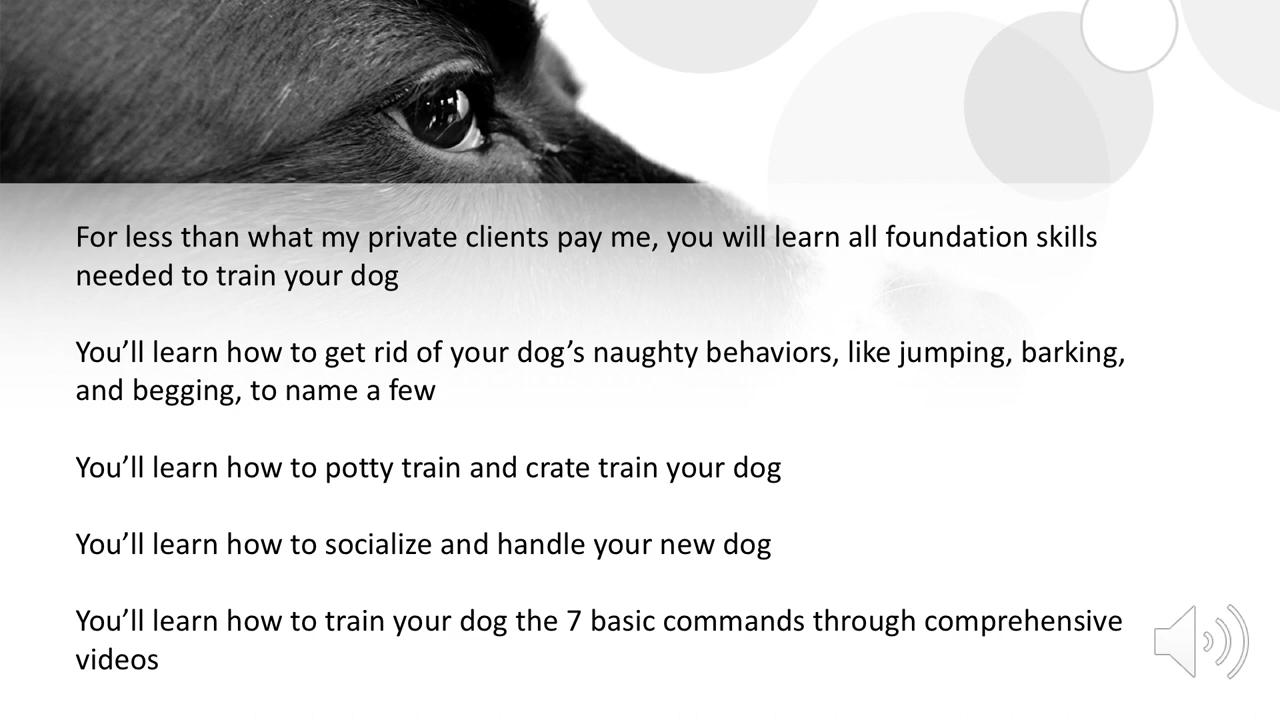 For less than what my private clients pay me, you will learn all foundation skills
needed to train your dog
You’ll learn how to get rid of your dog’s naughty behaviors, like jumping, barking,
and begging, to name a few
You’ll learn how to potty train and crate train your dog
You’ll learn how to socialize and handle your new dog
You’ll learn how to train your dog the 7 basic commands through comprehensive
videos